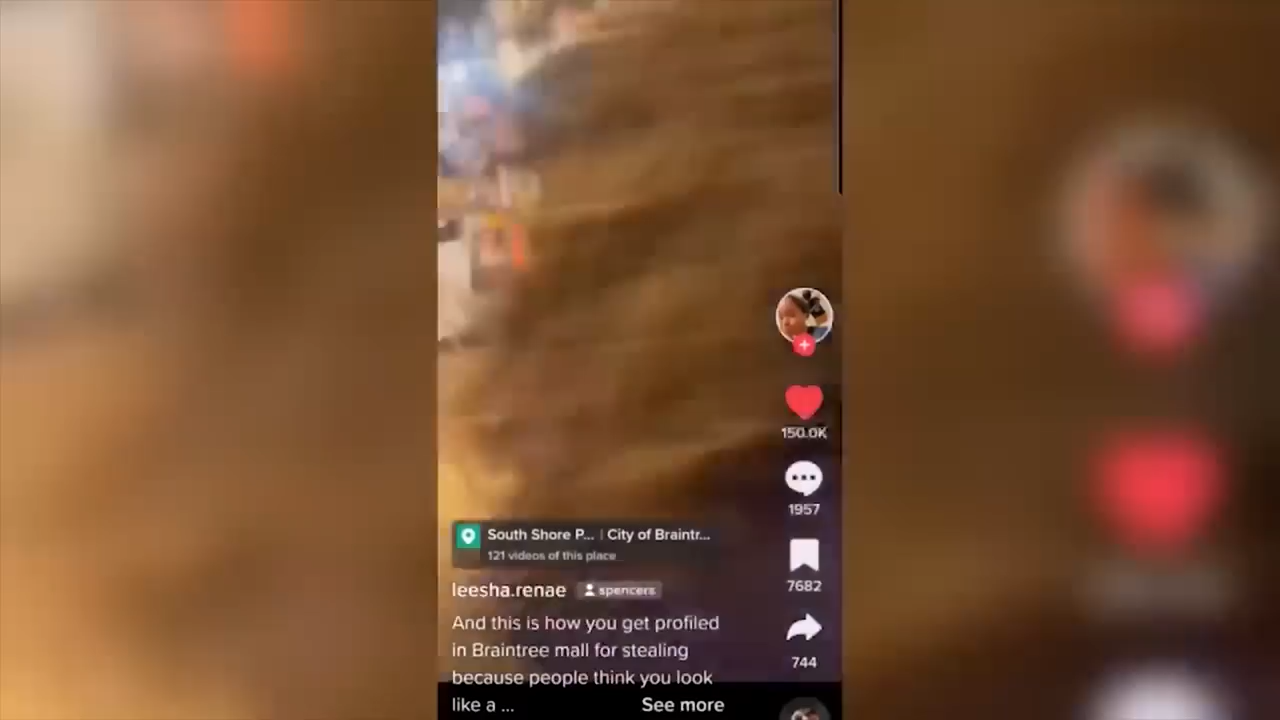 150.0K
1957
7682
744
South Shore P... | City of Braintr...
121 videos of this place
leesha.renae spencers
And this is how you get profiled
in Braintree mall for stealing
because people think you look
like a ... See more